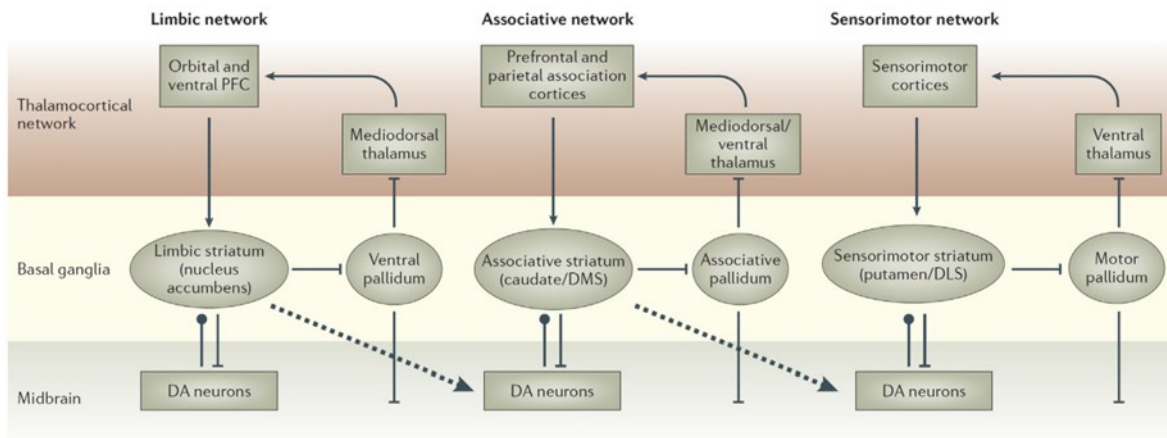 Limbic network
Associative network
Sensorimotor network
Thalamocortical
network
Orbital and
ventral PFC
Mediodorsal
thalamus
Prefrontal and
parietal association
cortices
Mediodorsal/
ventral
thalamus
Sensorimotor
cortices
Ventral
thalamus
Basal ganglia
Limbic striatum
(nucleus
accumbens)
Ventral
pallidum
Associative striatum
(caudate/DMS)
Associative
pallidum
Sensorimotor striatum
(putamen/DLS)
Motor
pallidum
Midbrain
DA neurons
DA neurons
DA neurons